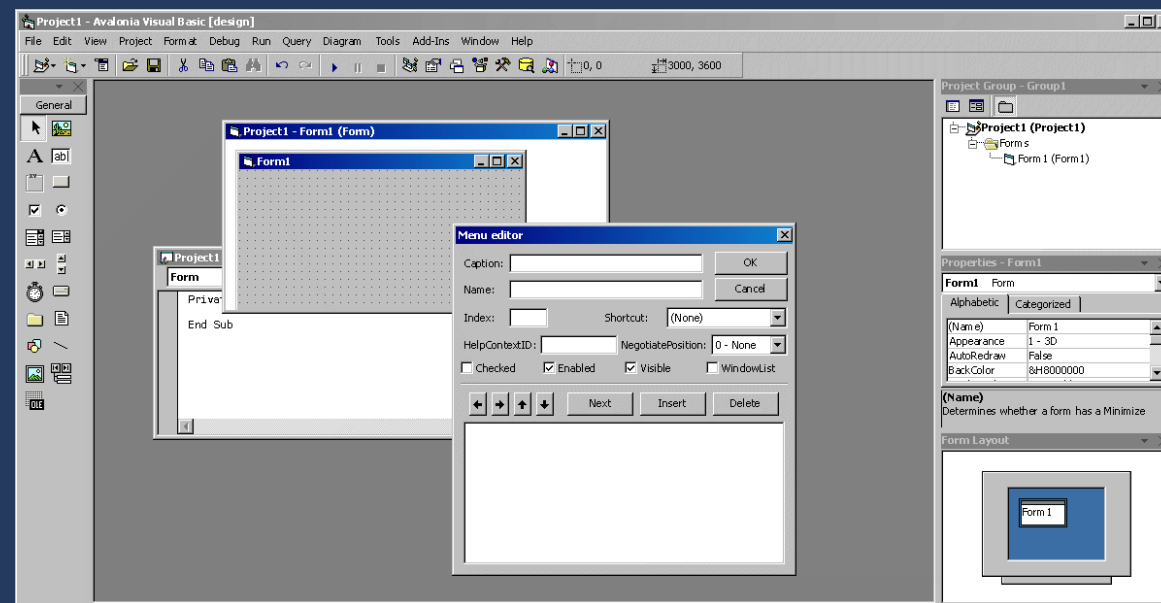 Project1 - Avalonia Visual Basic [design]
File Edit View Project Format Debug Run Query Diagram Tools Add-Ins Window Help
0, 0 3000, 3600
General
A ab|
XY
OLE
Project1 - Form1 (Form)
Form1
Project1
Form
End Sub
Menu editor
Caption: OK
Name: Cancel
Index: Shortcut: (None)
HelpContextID: NegotiatePosition: 0 - None
Checked Enabled Visible WindowList
Next Insert Delete
Project Group - Group1
Project1 (Project1)
Forms
Form1 (Form1)
Properties - Form1
Form1 Form
Alphabetic Categorized
(Name) Form1
Appearance 1 - 3D
AutoRedraw False
BackColor &H8000000
(Name)
Determines whether a form has a Minimize
Form Layout
Form1